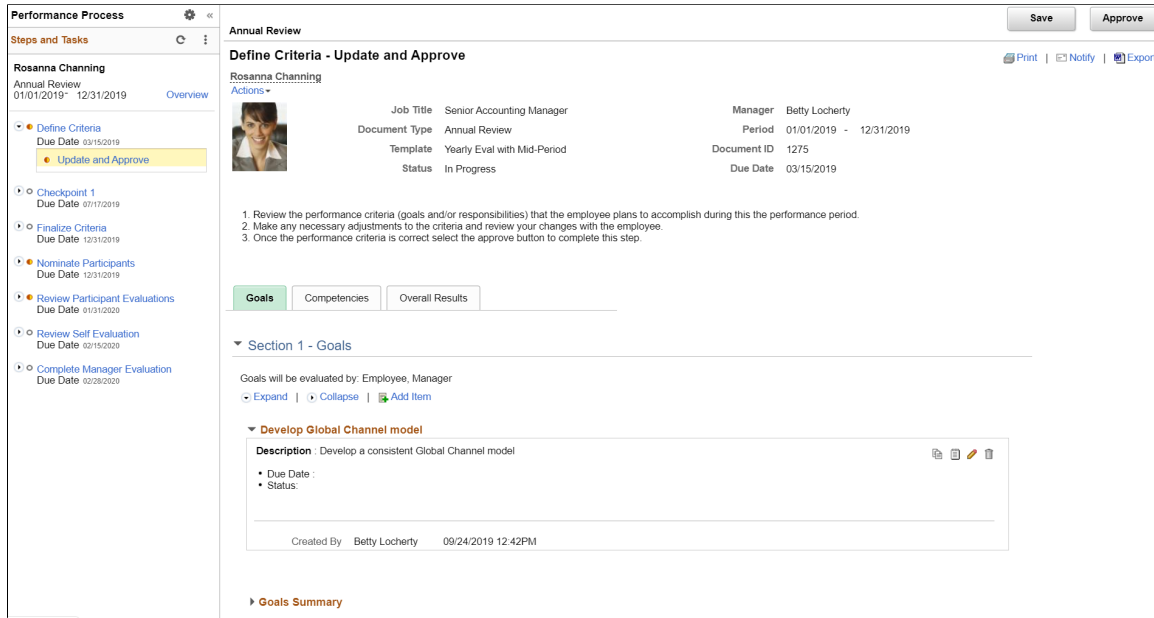 Performance Process «
Steps and Tasks
Rosanna Channing
Annual Review
01/01/2019- 12/31/2019 Overview
Define Criteria
Due Date 03/15/2019
Update and Approve
Checkpoint 1
Due Date 07/17/2019
Finalize Criteria
Due Date 12/31/2019
Nominate Participants
Due Date 12/31/2019
Review Participant Evaluations
Due Date 01/31/2020
Review Self Evaluation
Due Date 02/15/2020
Complete Manager Evaluation
Due Date 02/28/2020
Save Approve
Annual Review
Define Criteria - Update and Approve
Print | Notify | Export
Rosanna Channing
Actions
Job Title Senior Accounting Manager Manager Betty Locherty
Document Type Annual Review Period 01/01/2019 - 12/31/2019
Template Yearly Eval with Mid-Period Document ID 1275
Status In Progress Due Date 03/15/2019
1. Review the performance criteria (goals and/or responsibilities) that the employee plans to accomplish during this the performance period.
2. Make any necessary adjustments to the criteria and review your changes with the employee.
3. Once the performance criteria is correct select the approve button to complete this step.
Goals Competencies Overall Results
Section 1 - Goals
Goals will be evaluated by: Employee, Manager
Expand | Collapse | Add Item
Develop Global Channel model
Description : Develop a consistent Global Channel model
• Due Date :
• Status:
Created By Betty Locherty 09/24/2019 12:42PM
Goals Summary